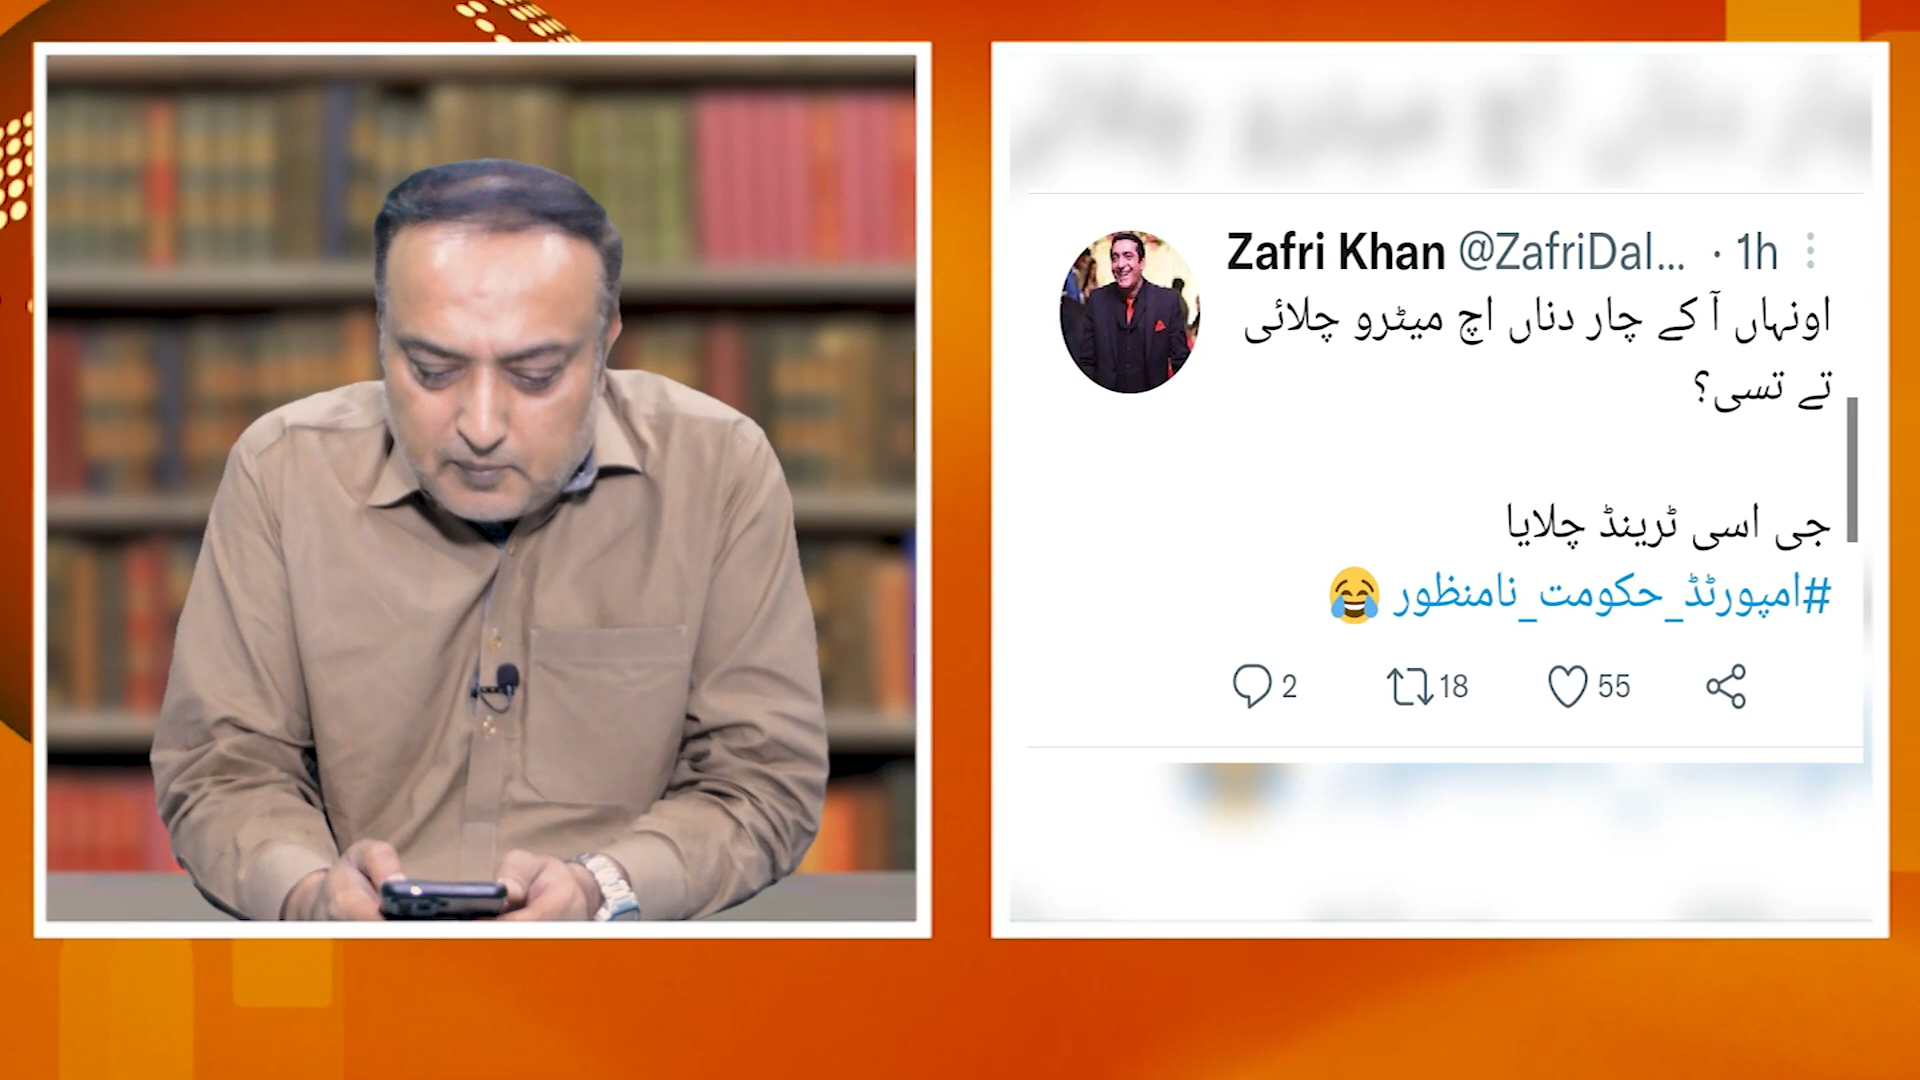 Zafri Khan @ZafriDal... · 1h
اونہاں آ کے چار دناں اچ میٹرو چلائی
تے تسی؟
جی اسی ٹرینڈ چلایا
#امپورٹڈ_حکومت_نامنظور 😂
2 18 55